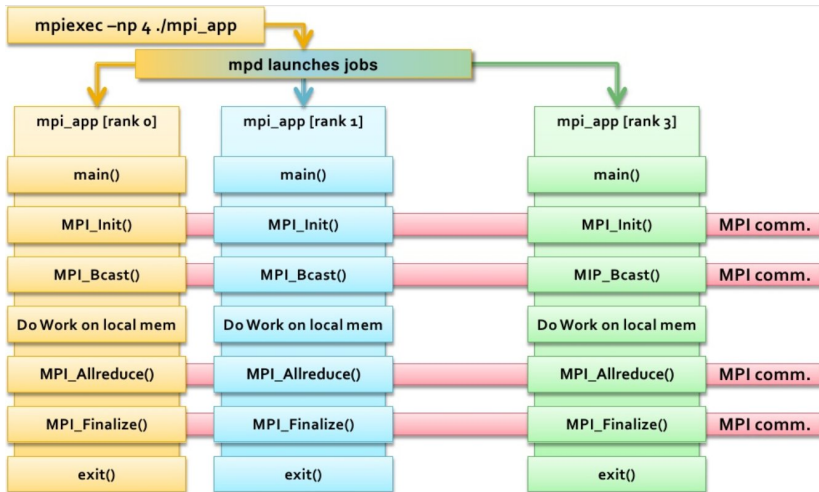 mpiexec –np 4 ./mpi_app
mpd launches jobs
mpi_app [rank 0]
mpi_app [rank 1]
mpi_app [rank 3]
main()
main()
main()
MPI_Init()
MPI_Init()
MPI_Init()
MPI comm.
MPI_Bcast()
MPI_Bcast()
MIP_Bcast()
MPI comm.
Do Work on local mem
Do Work on local mem
Do Work on local mem
MPI_Allreduce()
MPI_Allreduce()
MPI_Allreduce()
MPI comm.
MPI_Finalize()
MPI_Finalize()
MPI_Finalize()
MPI comm.
exit()
exit()
exit()